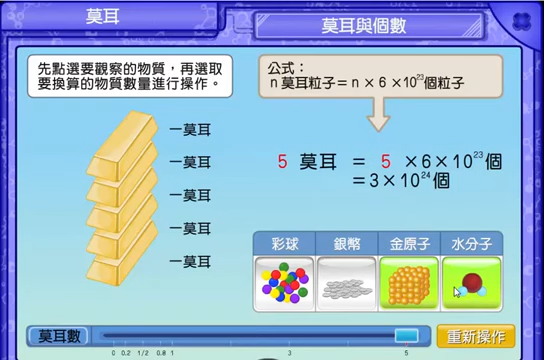 莫耳
莫耳與個數
先點選要觀察的物質，再選取
要換算的物質數量進行操作。
公式：
n 莫耳粒子＝n × 6 ×10²³個粒子
一莫耳
一莫耳
一莫耳
一莫耳
一莫耳
5 莫耳 ＝ 5 ×6×10²³個
＝3×10²⁴個
彩球 銀幣 金原子 水分子
莫耳數
重新操作
0 0.2 1/2 0.8 1 3 5